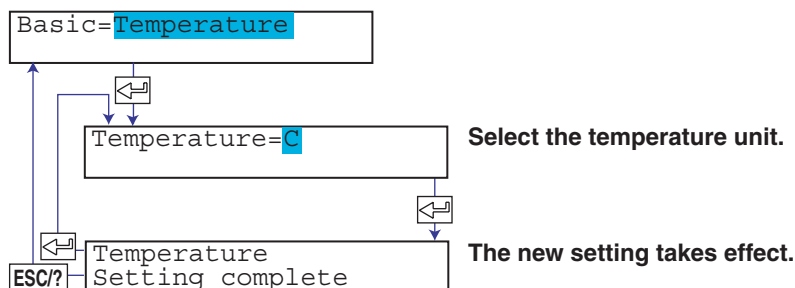 Basic=Temperature
Temperature=C
Select the temperature unit.
Temperature
Setting complete
The new setting takes effect.
ESC/?